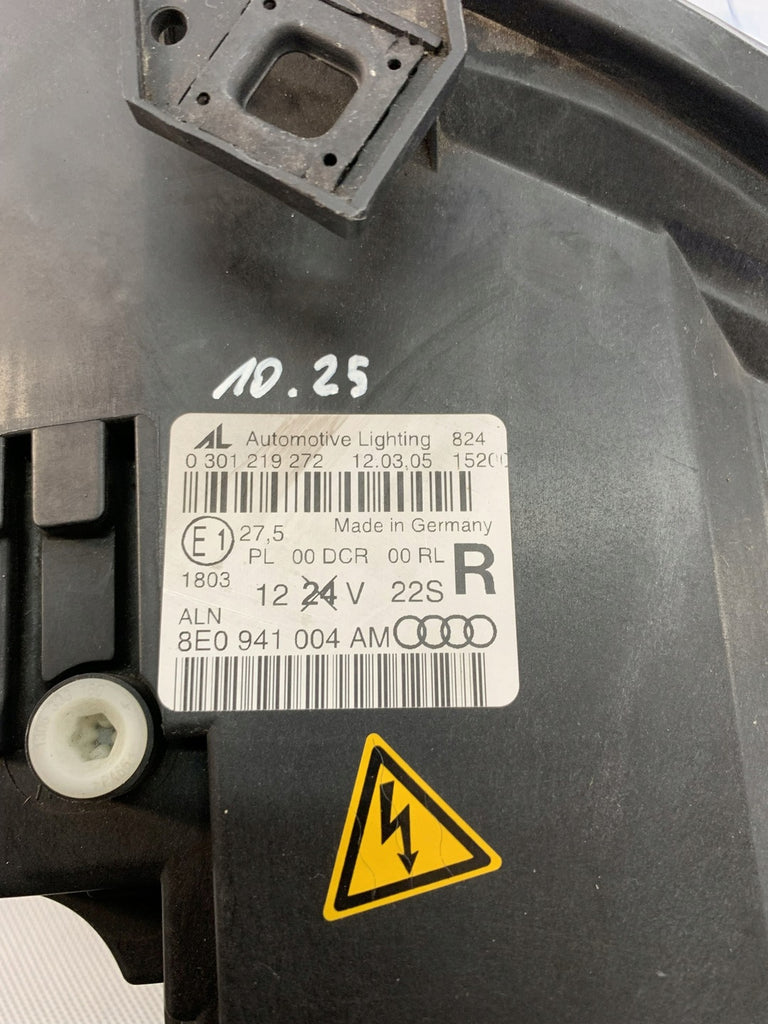 10.25
AL Automotive Lighting 824
0 301 219 272 12.03,05
Made in Germany
E1 27,5
PL 00 DCR 00 RL R
1803
12 24 V 22S
ALN
8E0 941 004 AM